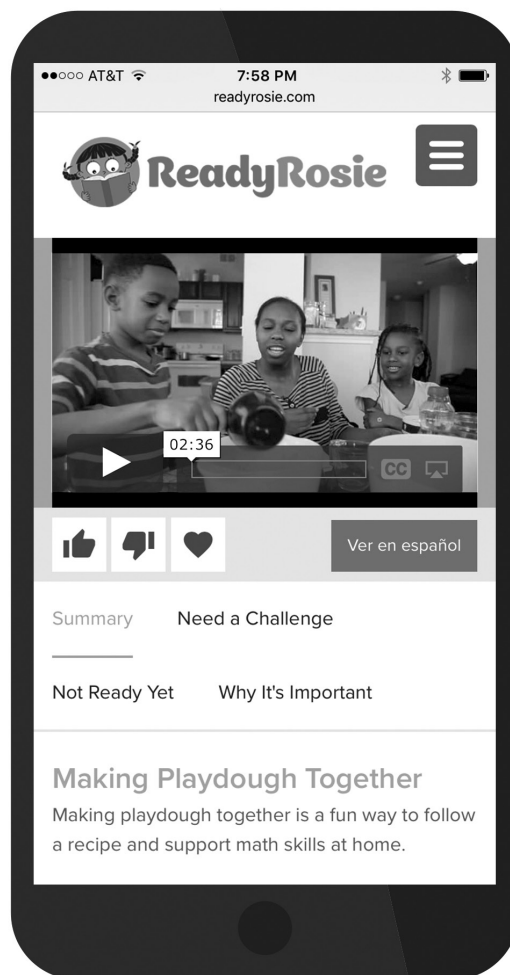 AT&T 7:58 PM
readyrosie.com
ReadyRosie
02:36
CC
Ver en español
Summary Need a Challenge
Not Ready Yet Why It's Important
Making Playdough Together
Making playdough together is a fun way to follow
a recipe and support math skills at home.